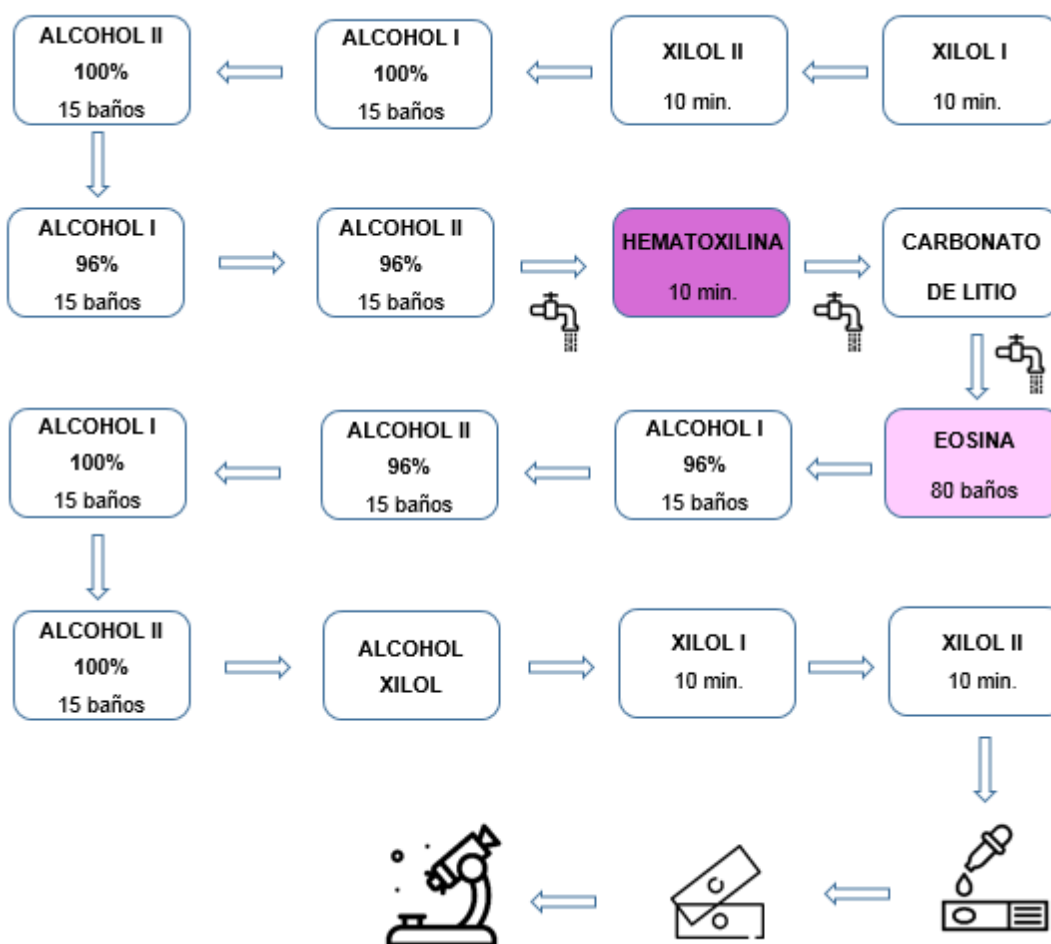 XILOL I
10 min.
XILOL II
10 min.
ALCOHOL I
100%
15 baños
ALCOHOL II
100%
15 baños
ALCOHOL I
96%
15 baños
ALCOHOL II
96%
15 baños
HEMATOXILINA
10 min.
CARBONATO
DE LITIO
EOSINA
80 baños
ALCOHOL I
96%
15 baños
ALCOHOL II
96%
15 baños
ALCOHOL I
100%
15 baños
ALCOHOL II
100%
15 baños
ALCOHOL
XILOL
XILOL I
10 min.
XILOL II
10 min.